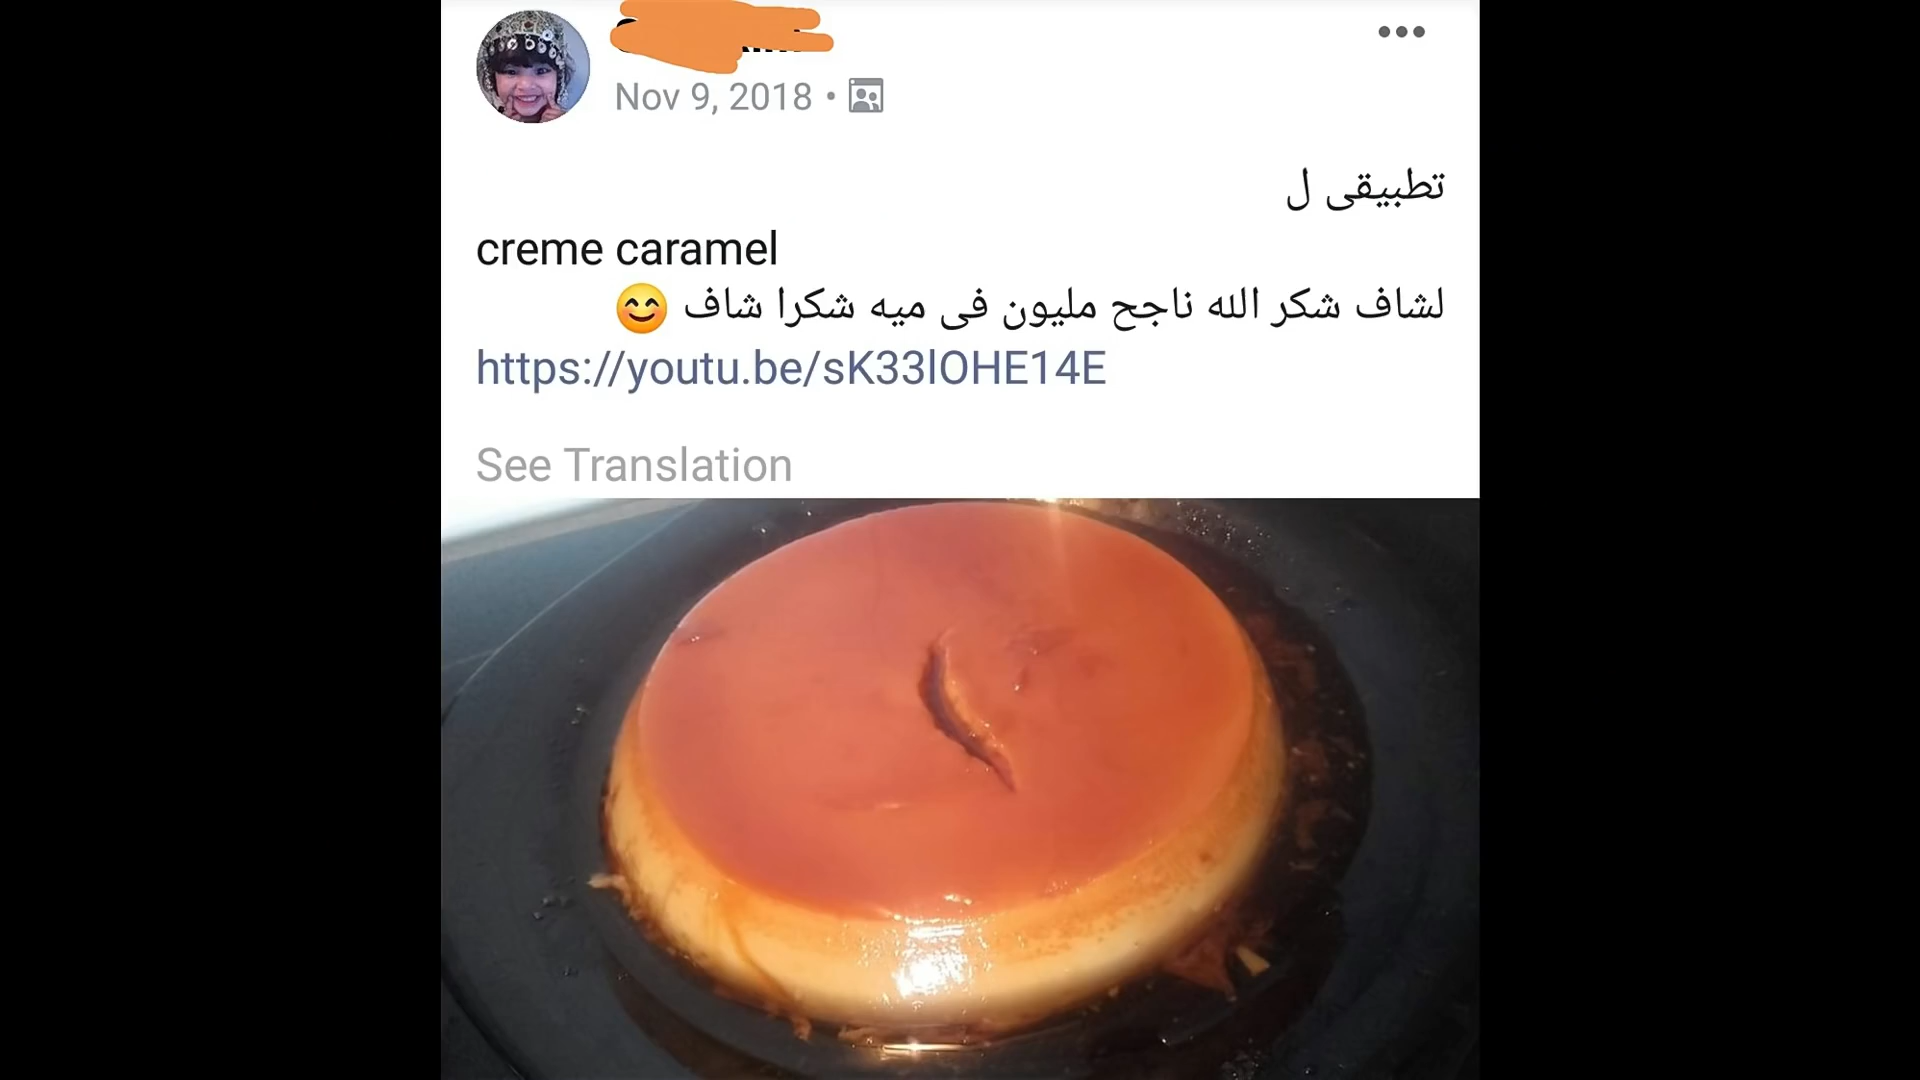 Nov 9, 2018 •
تطبيقى ل
creme caramel
لشاف شكر الله ناجح مليون فى ميه شكرا شاف 😊
https://youtu.be/sK33lOHE14E
See Translation